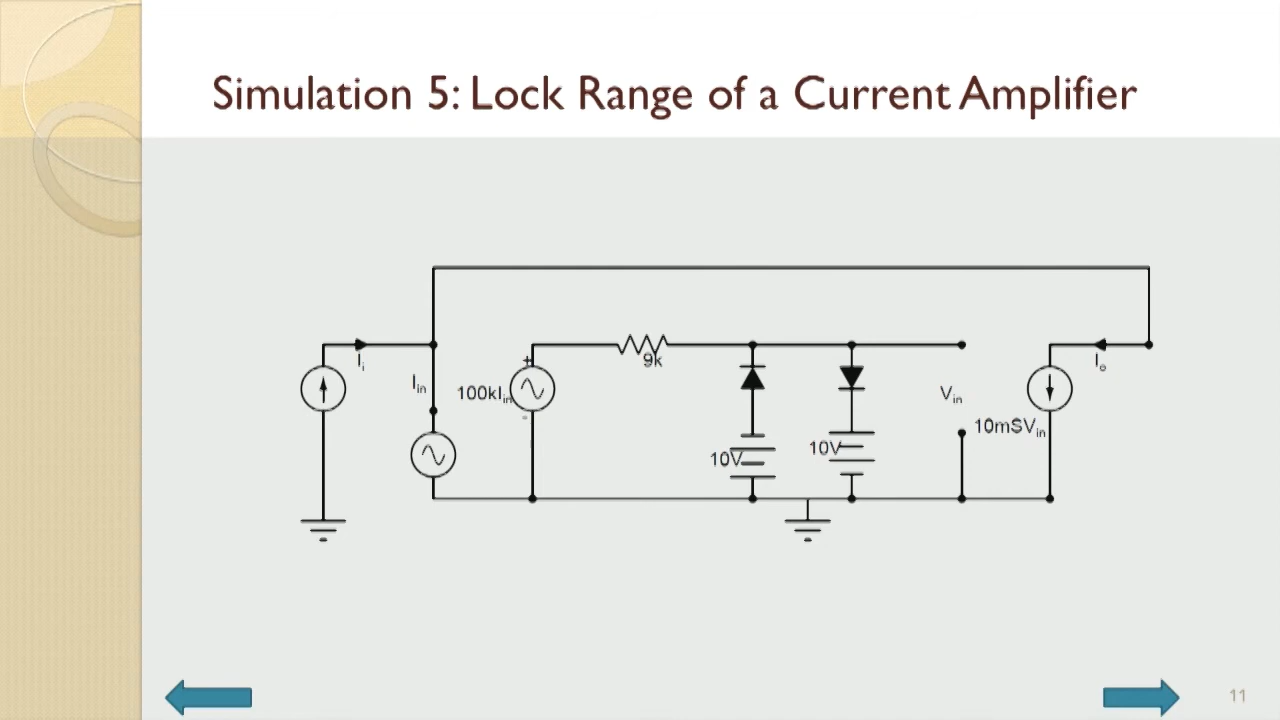 Simulation 5: Lock Range of a Current Amplifier
Iᵢ
Iin
100kIin
+
-
9k
10V
10V
Vin
10mSVin
Io
11